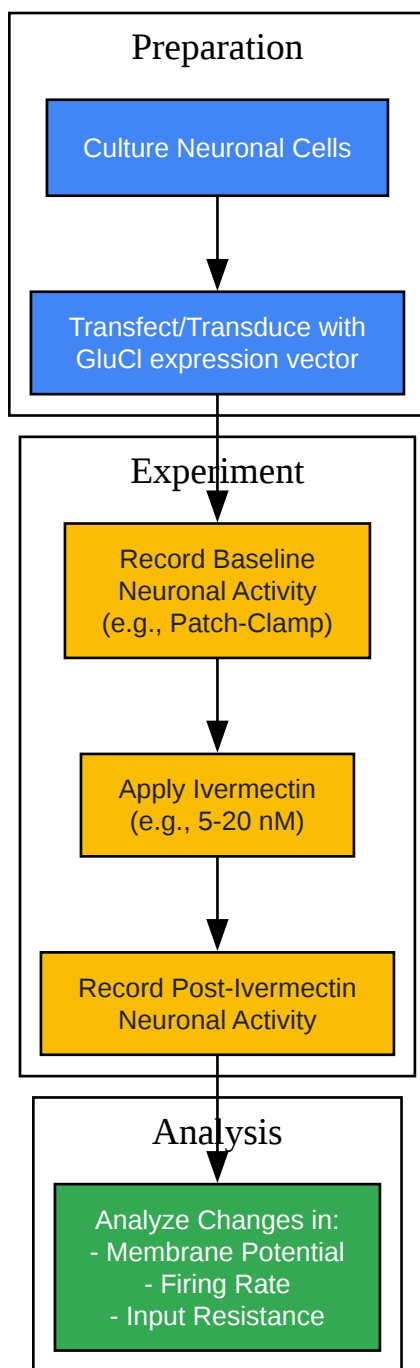 Preparation
Culture Neuronal Cells
Transfect/Transduce with
GluCl expression vector
Experiment
Record Baseline
Neuronal Activity
(e.g., Patch-Clamp)
Apply Ivermectin
(e.g., 5-20 nM)
Record Post-Ivermectin
Neuronal Activity
Analysis
Analyze Changes in:
- Membrane Potential
- Firing Rate
- Input Resistance